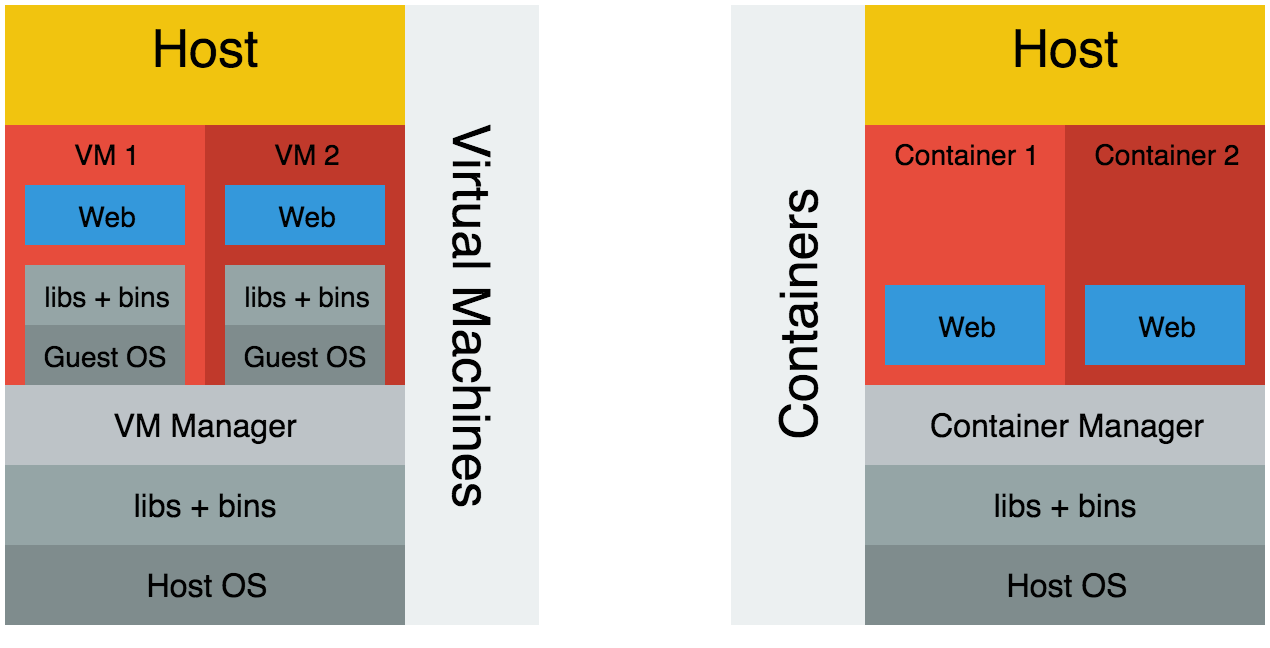 Host
VM 1
VM 2
Web
Web
libs + bins
libs + bins
Guest OS
Guest OS
VM Manager
libs + bins
Host OS
Virtual Machines
Containers
Host
Container 1
Container 2
Web
Web
Container Manager
libs + bins
Host OS